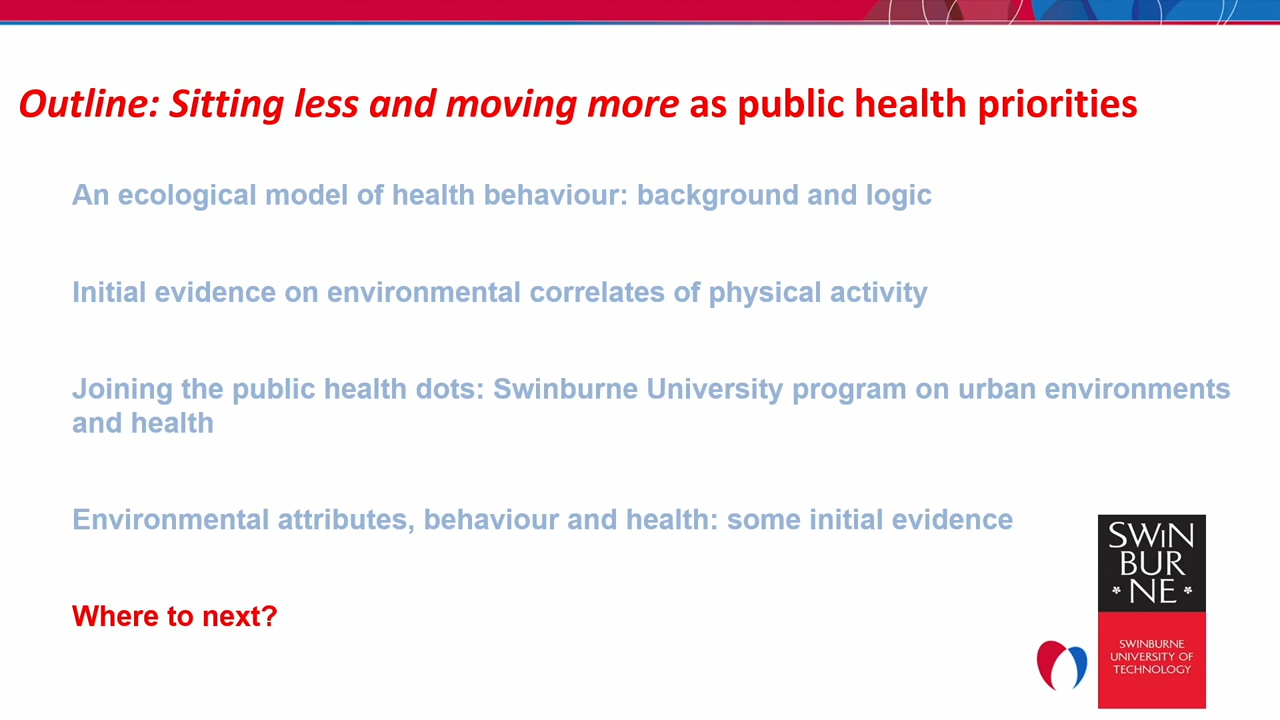 Outline: Sitting less and moving more as public health priorities
An ecological model of health behaviour: background and logic
Initial evidence on environmental correlates of physical activity
Joining the public health dots: Swinburne University program on urban environments
and health
Environmental attributes, behaviour and health: some initial evidence
Where to next?
SWiN
BUR
NE
SWINBURNE
UNIVERSITY OF
TECHNOLOGY